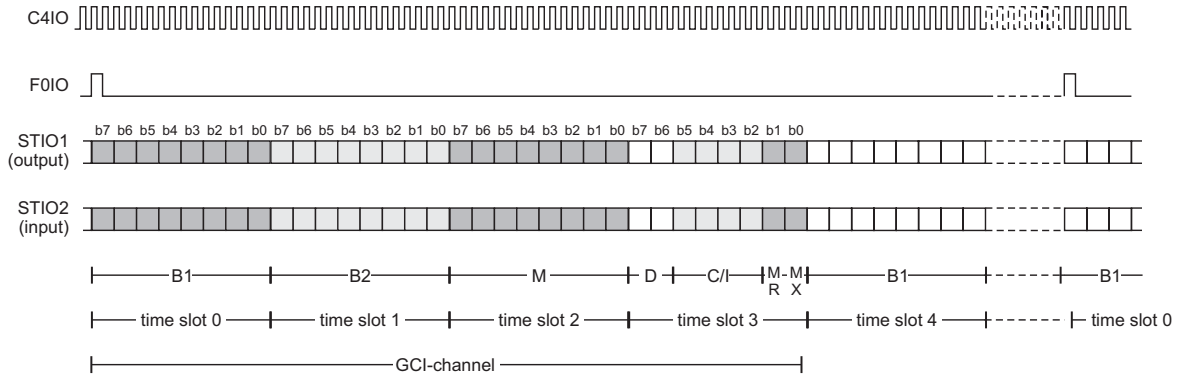 C4IO
F0IO
b7 b6 b5 b4 b3 b2 b1 b0 b7 b6 b5 b4 b3 b2 b1 b0 b7 b6 b5 b4 b3 b2 b1 b0 b7 b6 b5 b4 b3 b2 b1 b0
STIO1
(output)
STIO2
(input)
B1 B2 M D C/I M M B1 B1
R X
time slot 0 time slot 1 time slot 2 time slot 3 time slot 4 time slot 0
GCI-channel